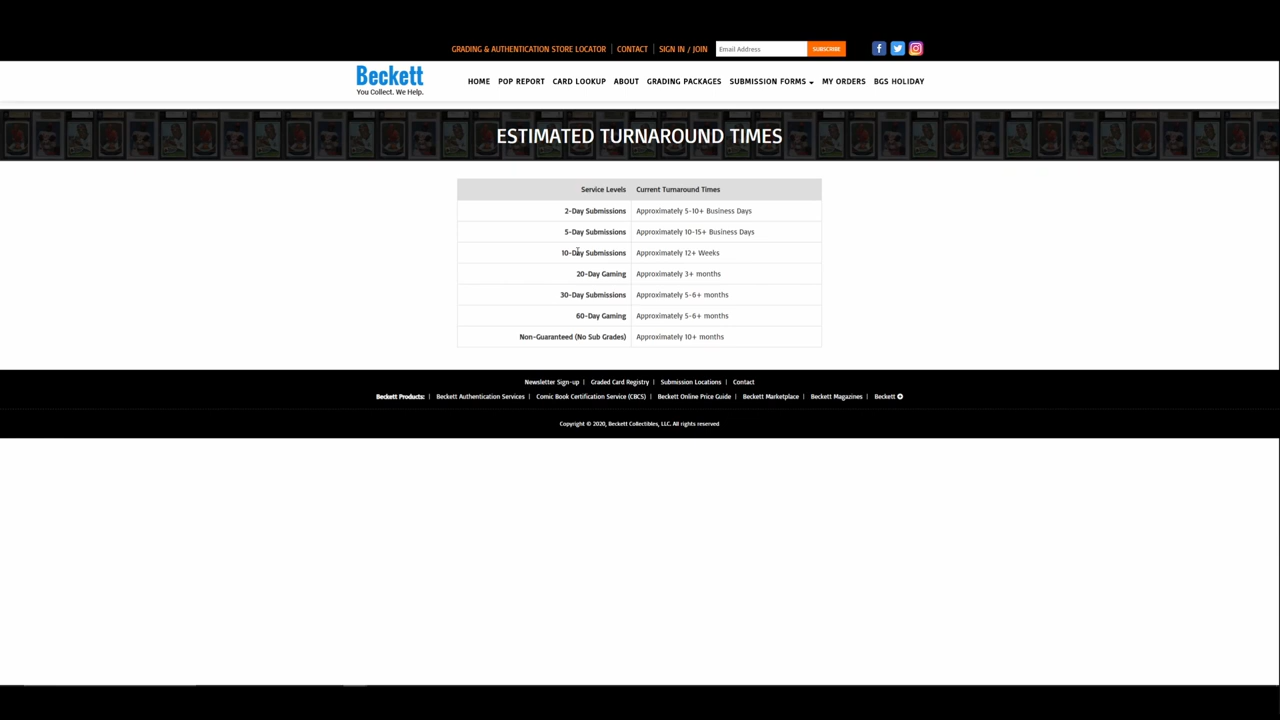 GRADING & AUTHENTICATION STORE LOCATOR | CONTACT | SIGN IN / JOIN Email Address SUBSCRIBE
Beckett
You Collect. We Help.
HOME POP REPORT CARD LOOKUP ABOUT GRADING PACKAGES SUBMISSION FORMS MY ORDERS BGS HOLIDAY
ESTIMATED TURNAROUND TIMES
Service Levels Current Turnaround Times
2-Day Submissions Approximately 5-10+ Business Days
5-Day Submissions Approximately 10-15+ Business Days
10-Day Submissions Approximately 12+ Weeks
20-Day Gaming Approximately 3+ months
30-Day Submissions Approximately 5-6+ months
60-Day Gaming Approximately 5-6+ months
Non-Guaranteed (No Sub Grades) Approximately 10+ months
Newsletter Sign-up | Graded Card Registry | Submission Locations | Contact
Beckett Products: | Beckett Authentication Services | Comic Book Certification Service (CBCS) | Beckett Online Price Guide | Beckett Marketplace | Beckett Magazines | Beckett
Copyright © 2020, Beckett Collectibles, LLC. All rights reserved